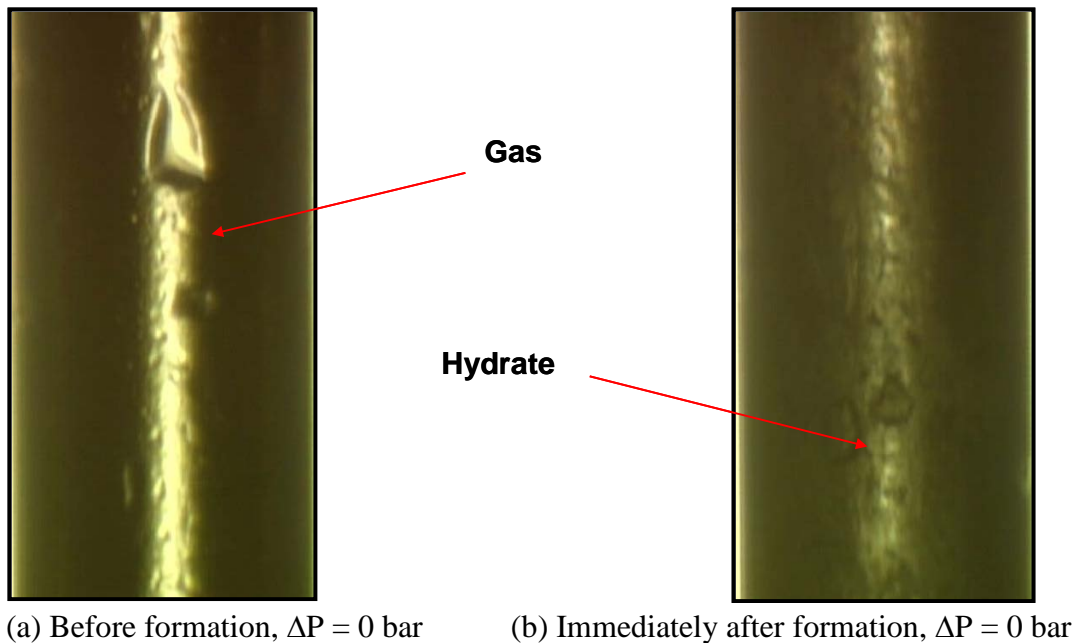 Gas
Hydrate
(a) Before formation, ΔP = 0 bar
(b) Immediately after formation, ΔP = 0 bar